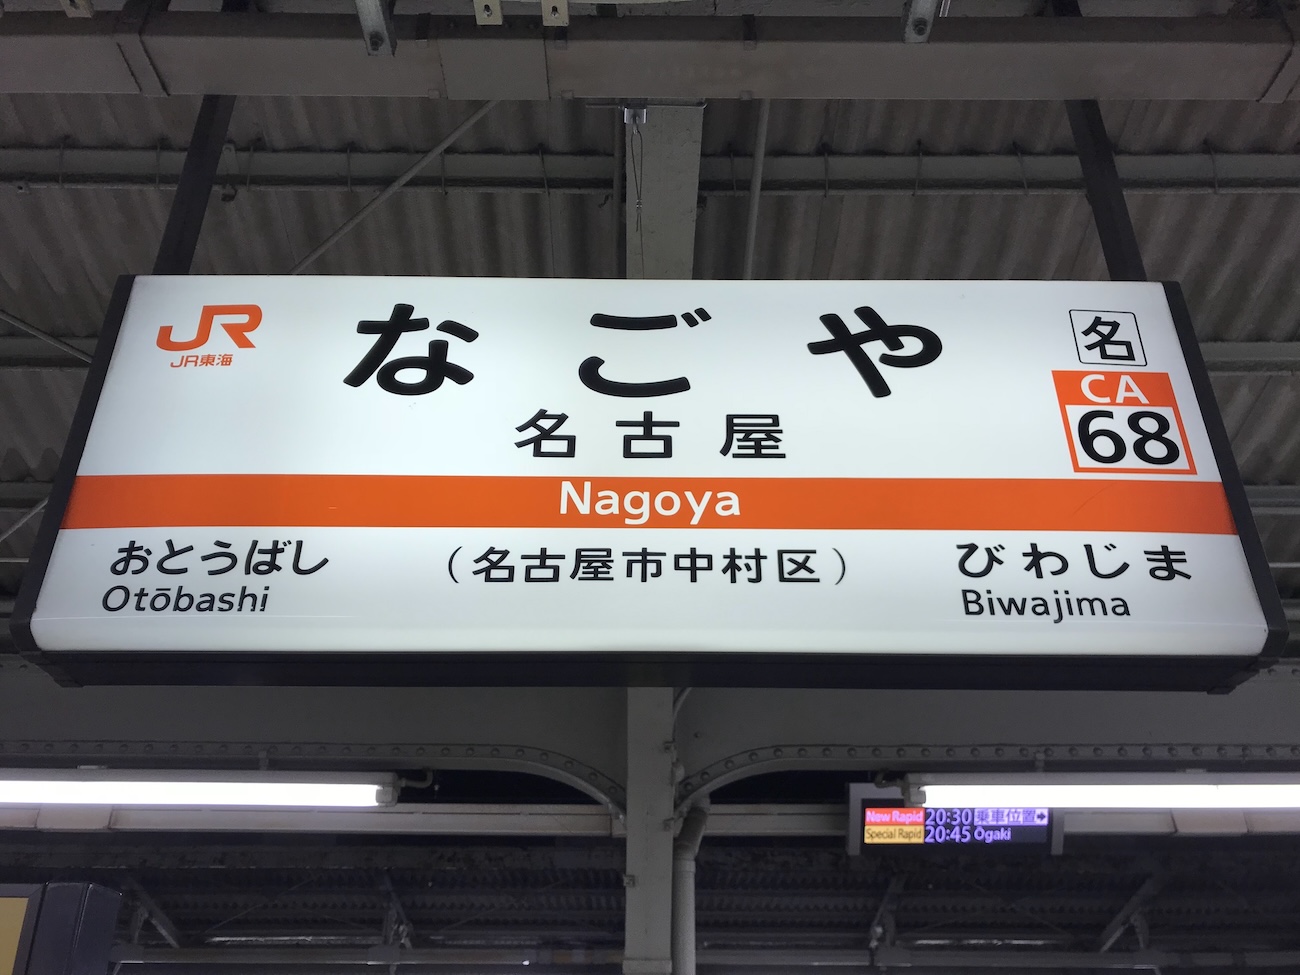 JR
JR東海
なごや
名古屋
名
CA
68
Nagoya
おとうばし
Otōbashi
（名古屋市中村区）
びわじま
Biwajima
New Rapid 20:30 乗車位置➡
Special Rapid 20:45 Ōgaki